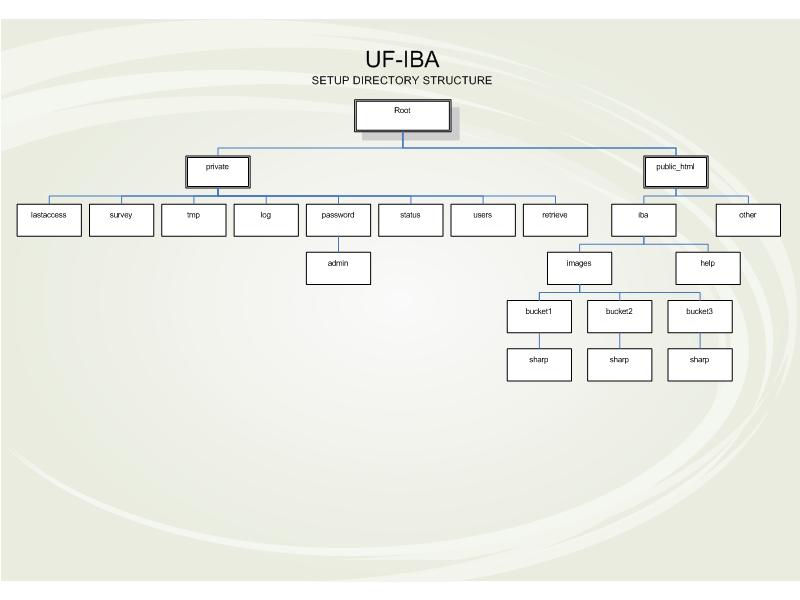 UF-IBA
SETUP DIRECTORY STRUCTURE
Root
private
public_html
lastaccess
survey
tmp
log
password
status
users
retrieve
iba
other
admin
images
help
bucket1
bucket2
bucket3
sharp
sharp
sharp